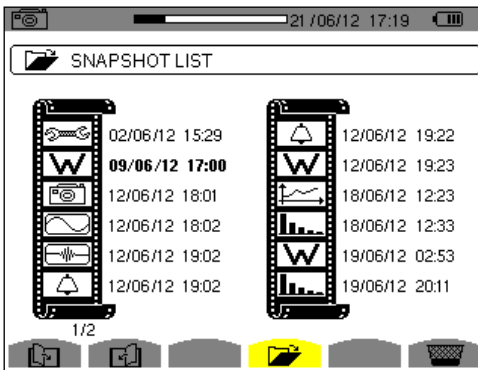 21/06/12 17:19
SNAPSHOT LIST
02/06/12 15:29
W 09/06/12 17:00
12/06/12 18:01
12/06/12 18:02
12/06/12 19:02
12/06/12 19:02
12/06/12 19:22
W 12/06/12 19:23
18/06/12 12:23
18/06/12 12:33
W 19/06/12 02:53
19/06/12 20:11
1/2